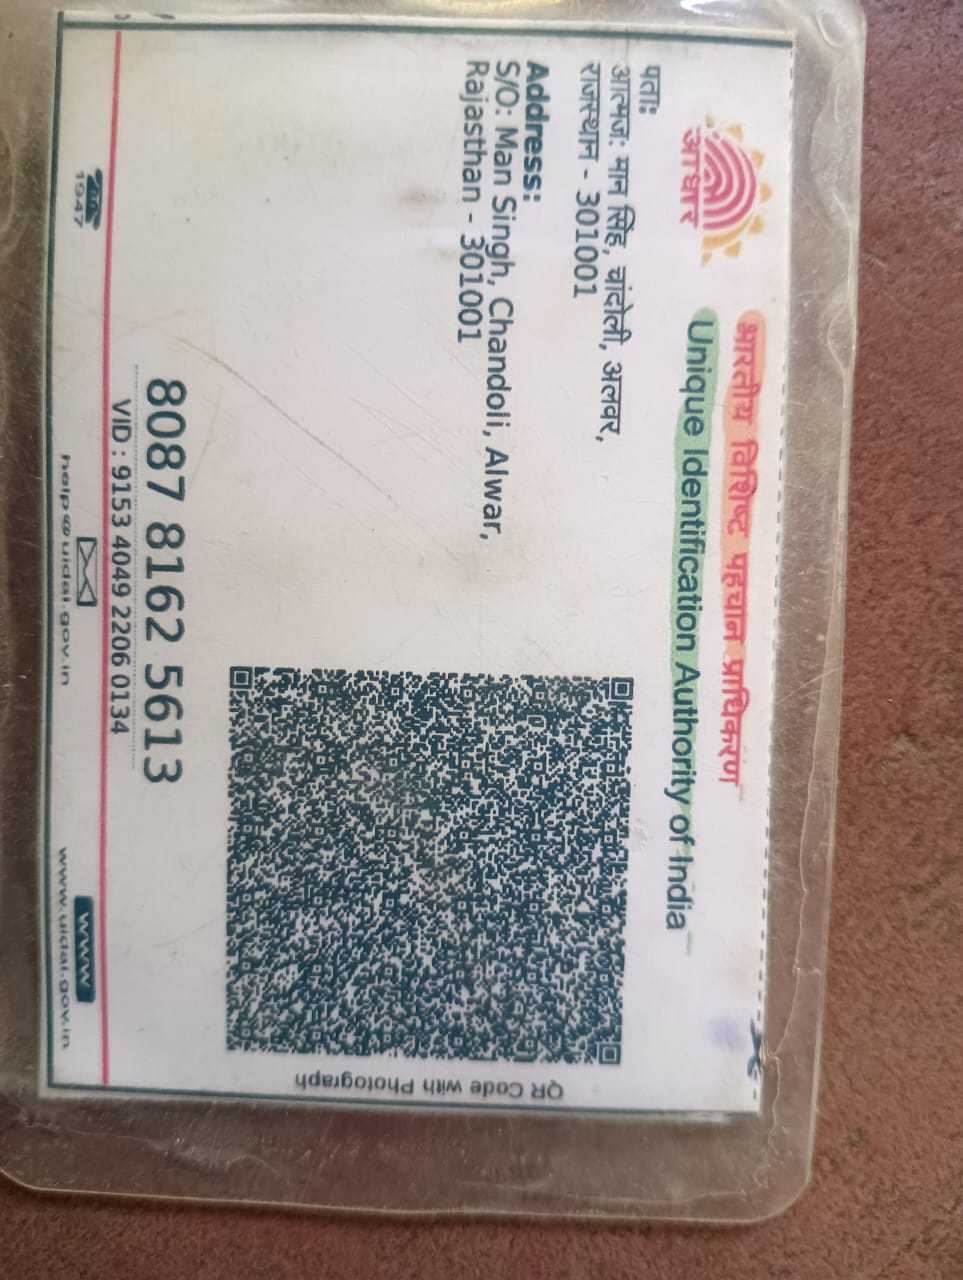 आधार
भारतीय विशिष्ट पहचान प्राधिकरण
Unique Identification Authority of India
पता:
आत्मज: मान सिंह, चांदोली, अलवर,
राजस्थान - 301001
Address:
S/O: Man Singh, Chandoli, Alwar,
Rajasthan - 301001
QR Code with Photograph
8087 8162 5613
VID : 9153 4049 2206 0134
1947
help@uidai.gov.in
www
www.uidai.gov.in